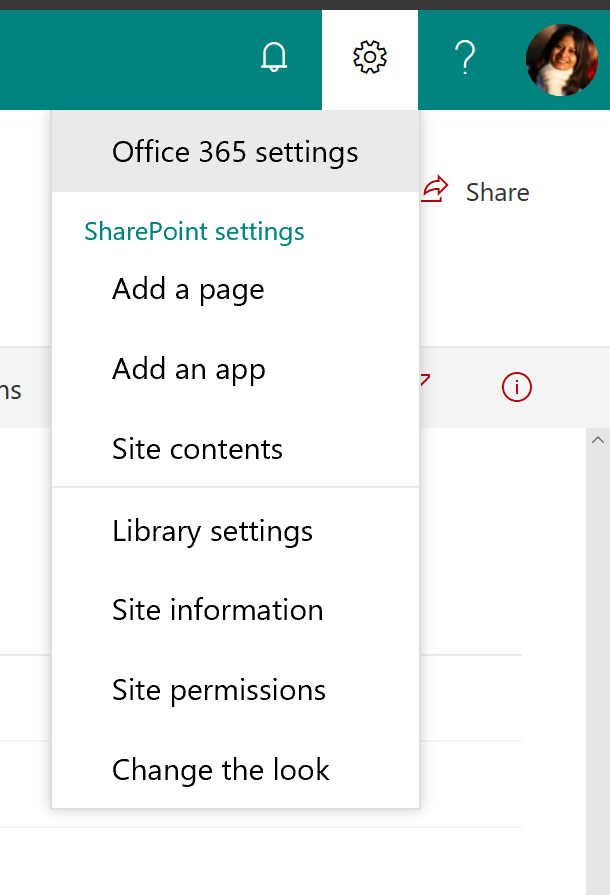 Office 365 settings
Share
SharePoint settings
Add a page
Add an app
ns
Site contents
Library settings
Site information
Site permissions
Change the look